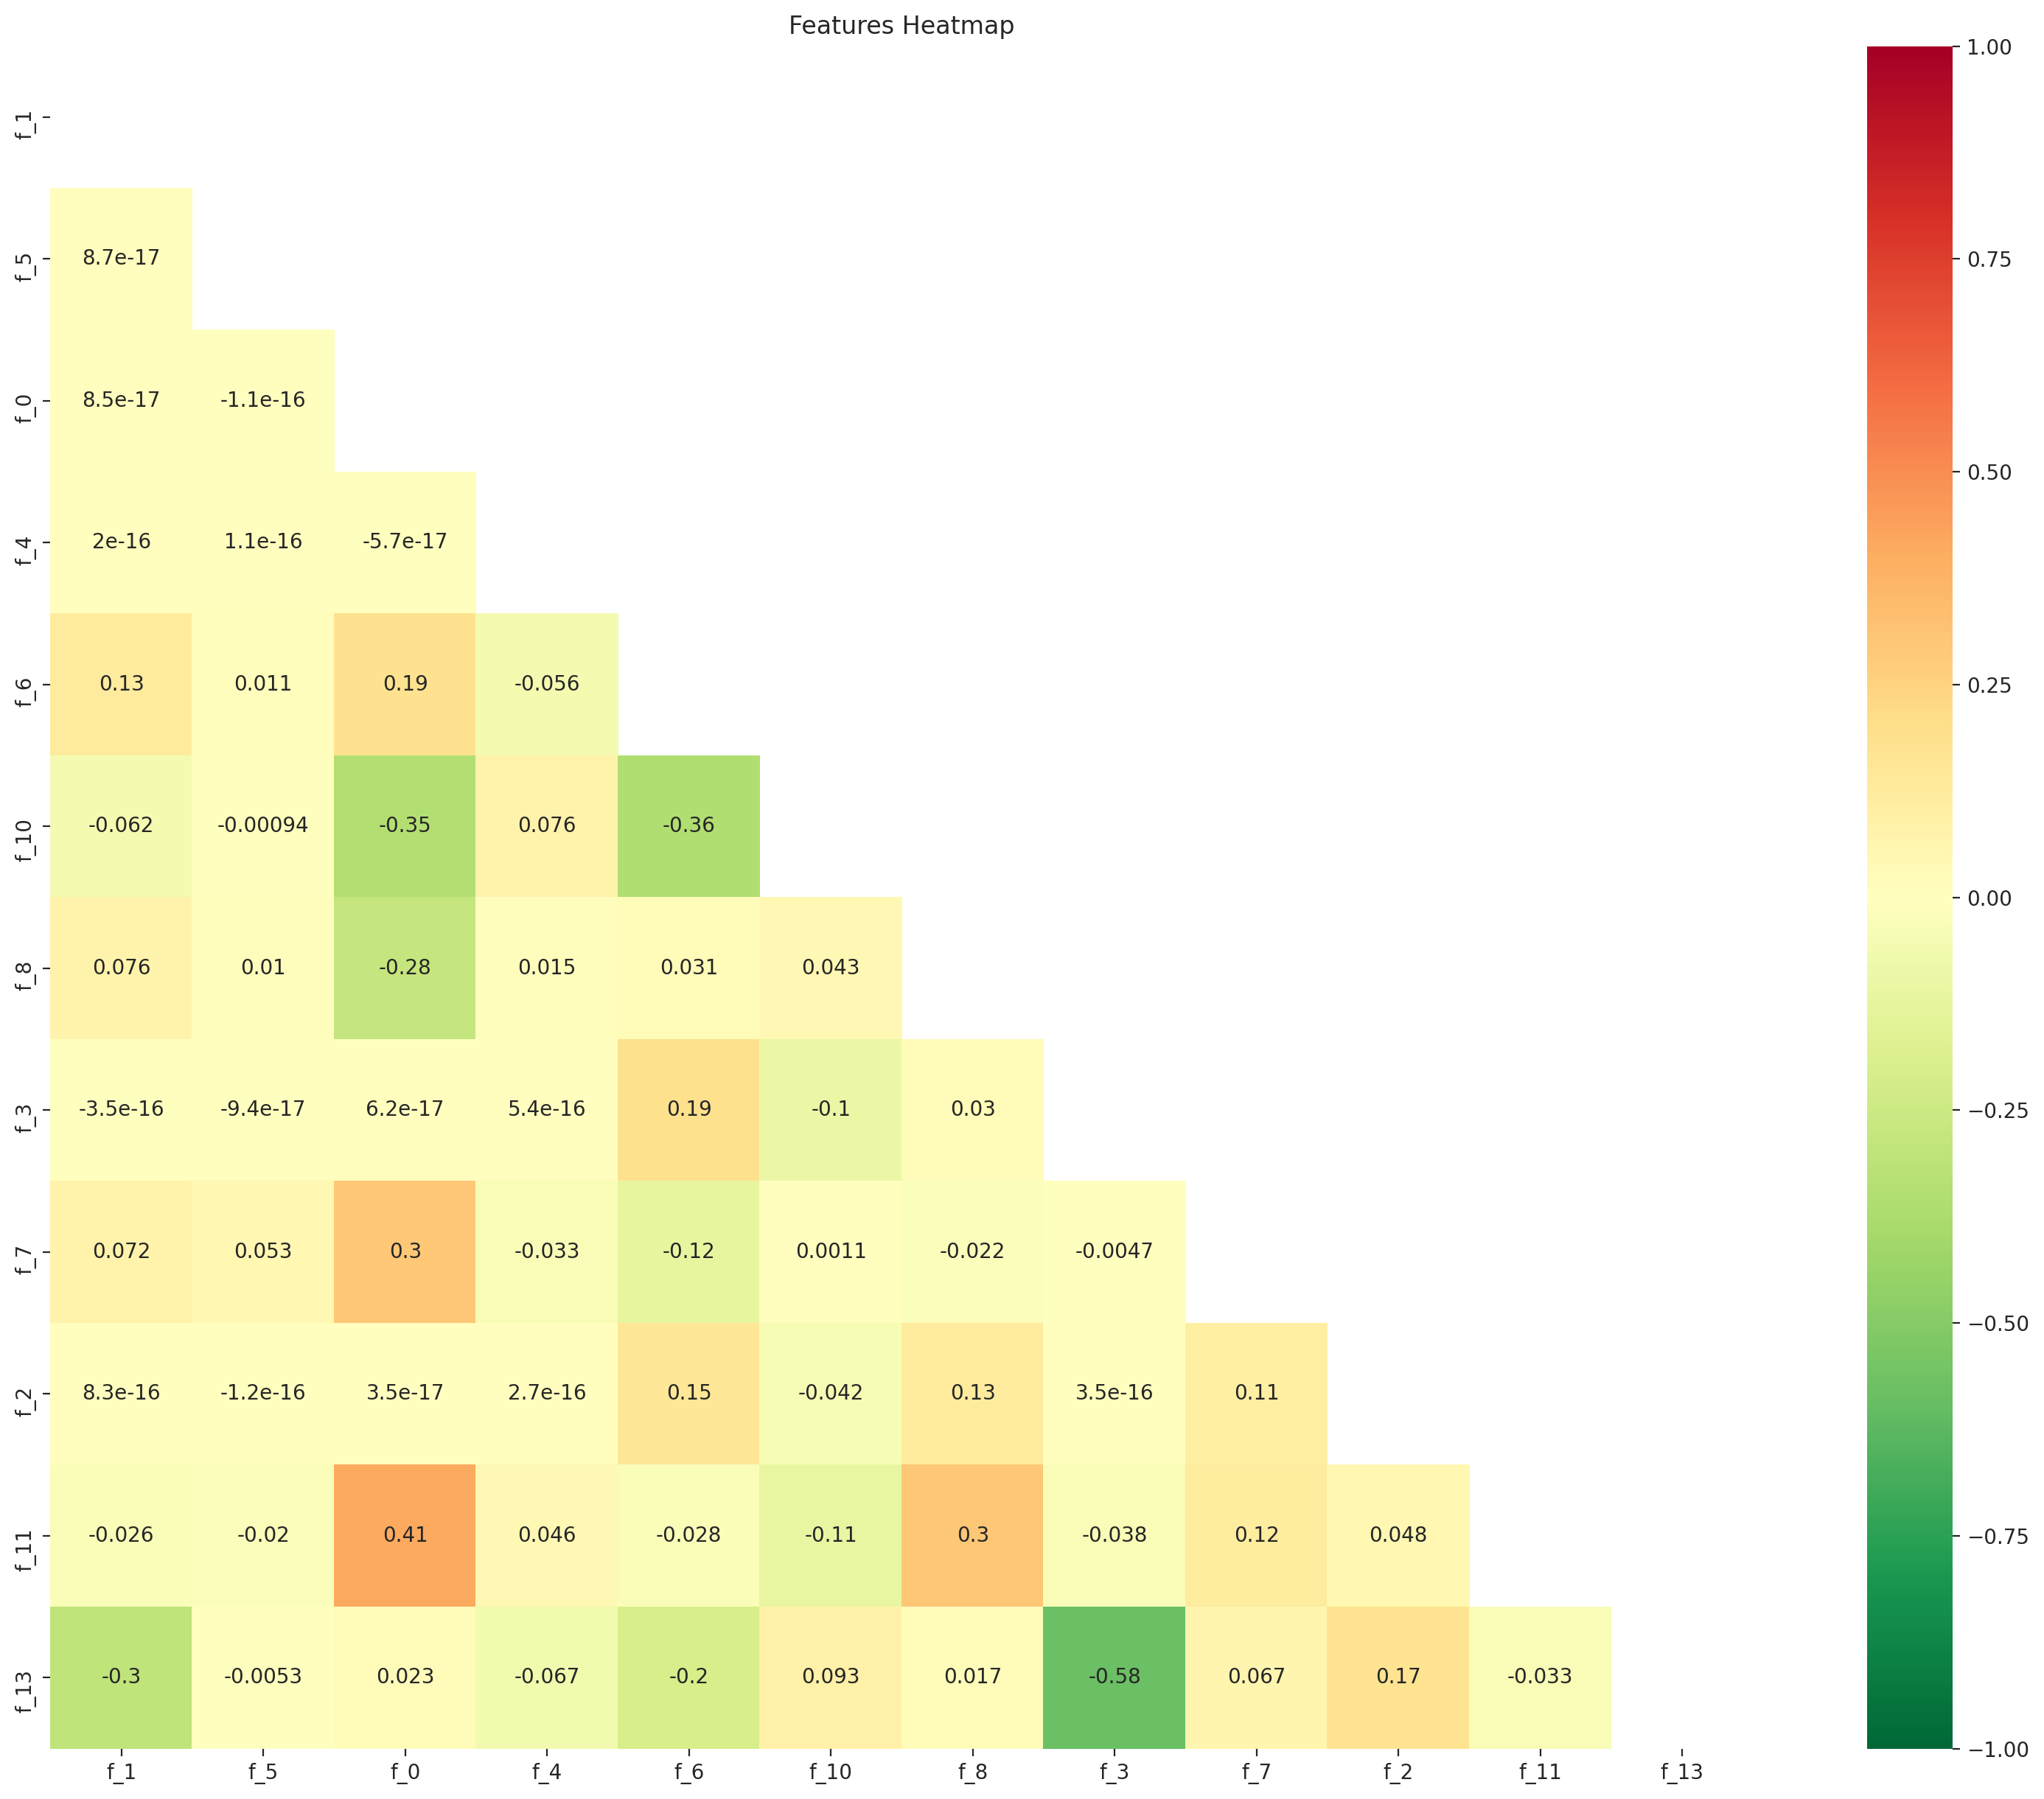 Features Heatmap
1.00
f_1
f_5 8.7e-17
0.75
f_0 8.5e-17 -1.1e-16
0.50
f_4 2e-16 1.1e-16 -5.7e-17
f_6 0.13 0.011 0.19 -0.056
0.25
f_10 -0.062 -0.00094 -0.35 0.076 -0.36
0.00
f_8 0.076 0.01 -0.28 0.015 0.031 0.043
f_3 -3.5e-16 -9.4e-17 6.2e-17 5.4e-16 0.19 -0.1 0.03
−0.25
f_7 0.072 0.053 0.3 -0.033 -0.12 0.0011 -0.022 -0.0047
−0.50
f_2 8.3e-16 -1.2e-16 3.5e-17 2.7e-16 0.15 -0.042 0.13 3.5e-16 0.11
f_11 -0.026 -0.02 0.41 0.046 -0.028 -0.11 0.3 -0.038 0.12 0.048
−0.75
f_13 -0.3 -0.0053 0.023 -0.067 -0.2 0.093 0.017 -0.58 0.067 0.17 -0.033
−1.00
f_1 f_5 f_0 f_4 f_6 f_10 f_8 f_3 f_7 f_2 f_11 f_13